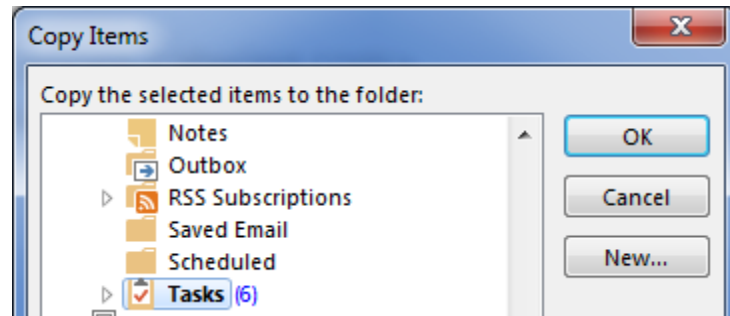 Copy Items
Copy the selected items to the folder:
Notes
Outbox
RSS Subscriptions
Saved Email
Scheduled
Tasks (6)
OK
Cancel
New...